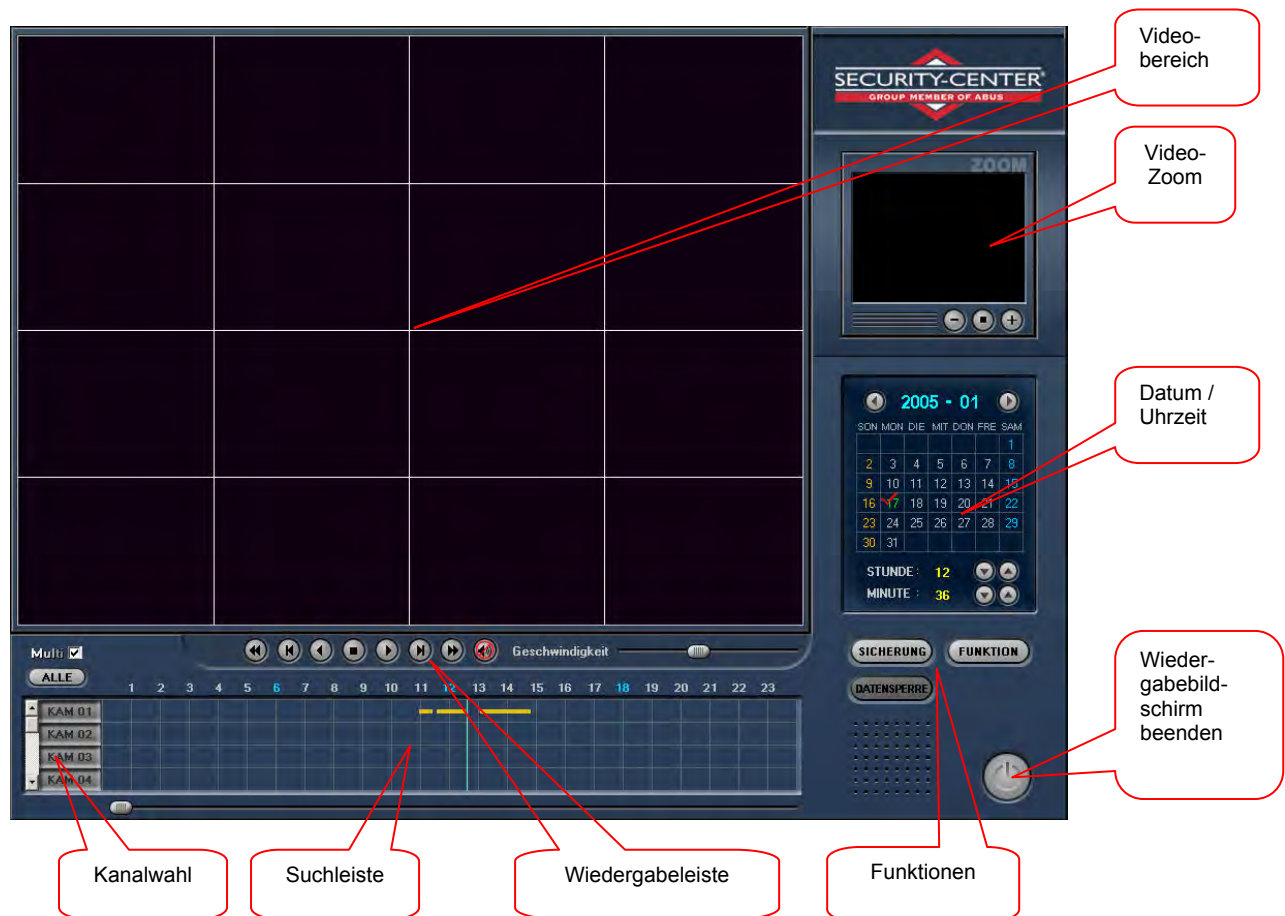 Video-
bereich
SECURITY-CENTER®
GROUP MEMBER OF ABUS
ZOOM
Video-
Zoom
2005 - 01
SON MON DIE MIT DON FRE SAM
1
2 3 4 5 6 7 8
9 10 11 12 13 14 15
16 17 18 19 20 21 22
23 24 25 26 27 28 29
30 31
STUNDE : 12
MINUTE : 36
Datum /
Uhrzeit
Multi
Geschwindigkeit
SICHERUNG
FUNKTION
ALLE
DATENSPERRE
1 2 3 4 5 6 7 8 9 10 11 12 13 14 15 16 17 18 19 20 21 22 23
KAM 01
KAM 02
KAM 03
KAM 04
Wieder-
gabebild-
schirm
beenden
Kanalwahl
Suchleiste
Wiedergabeleiste
Funktionen